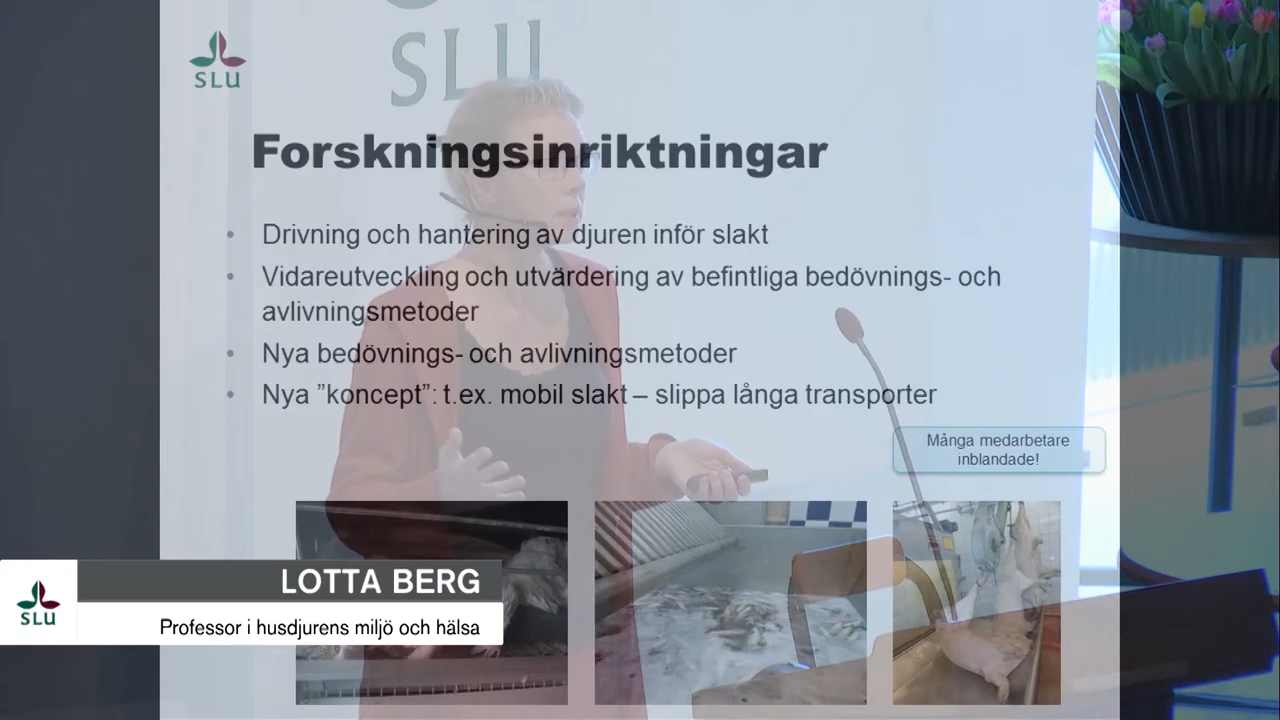 SLU
SLU
Forskningsinriktningar
• Drivning och hantering av djuren inför slakt
• Vidareutveckling och utvärdering av befintliga bedövnings- och
avlivningsmetoder
• Nya bedövnings- och avlivningsmetoder
• Nya ”koncept”: t.ex. mobil slakt – slippa långa transporter
Många medarbetare
inblandade!
LOTTA BERG
SLU
Professor i husdjurens miljö och hälsa